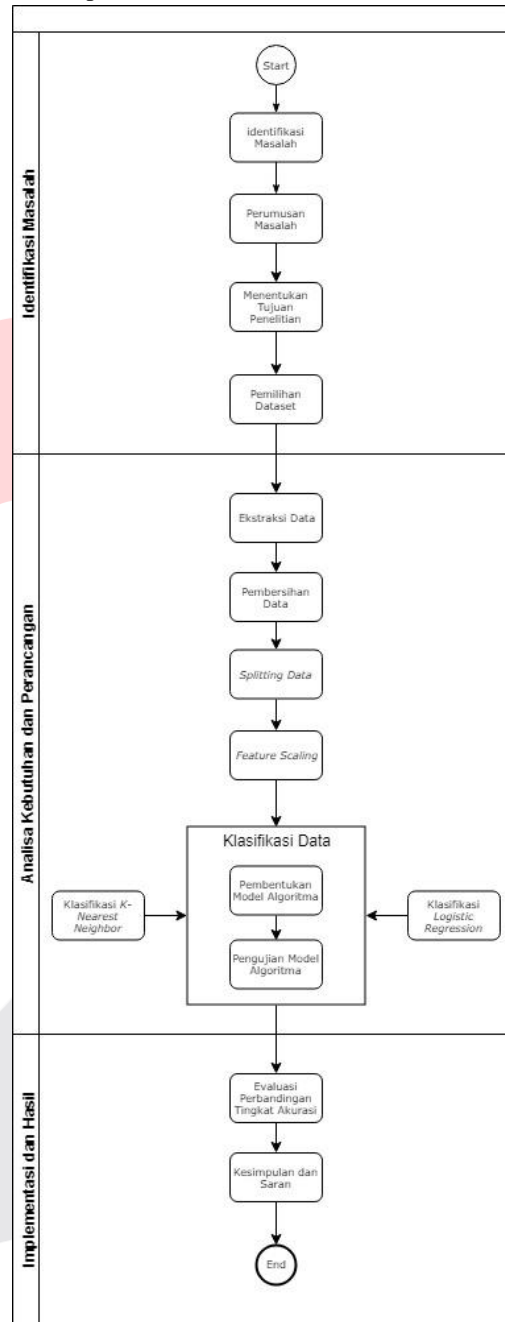 Identifikasi Masalah
Start
identifikasi
Masalah
Perumusan
Masalah
Menentukan
Tujuan
Penelitian
Pemilihan
Dataset
Analisa Kebutuhan dan Perancangan
Ekstraksi Data
Pembersihan
Data
Splitting Data
Feature Scaling
Klasifikasi Data
Pembentukan
Model Algoritma
Pengujian Model
Algoritma
Klasifikasi K-
Nearest
Neighbor
Klasifikasi
Logistic
Regression
Implementasi dan Hasil
Evaluasi
Perbandingan
Tingkat Akurasi
Kesimpulan dan
Saran
End